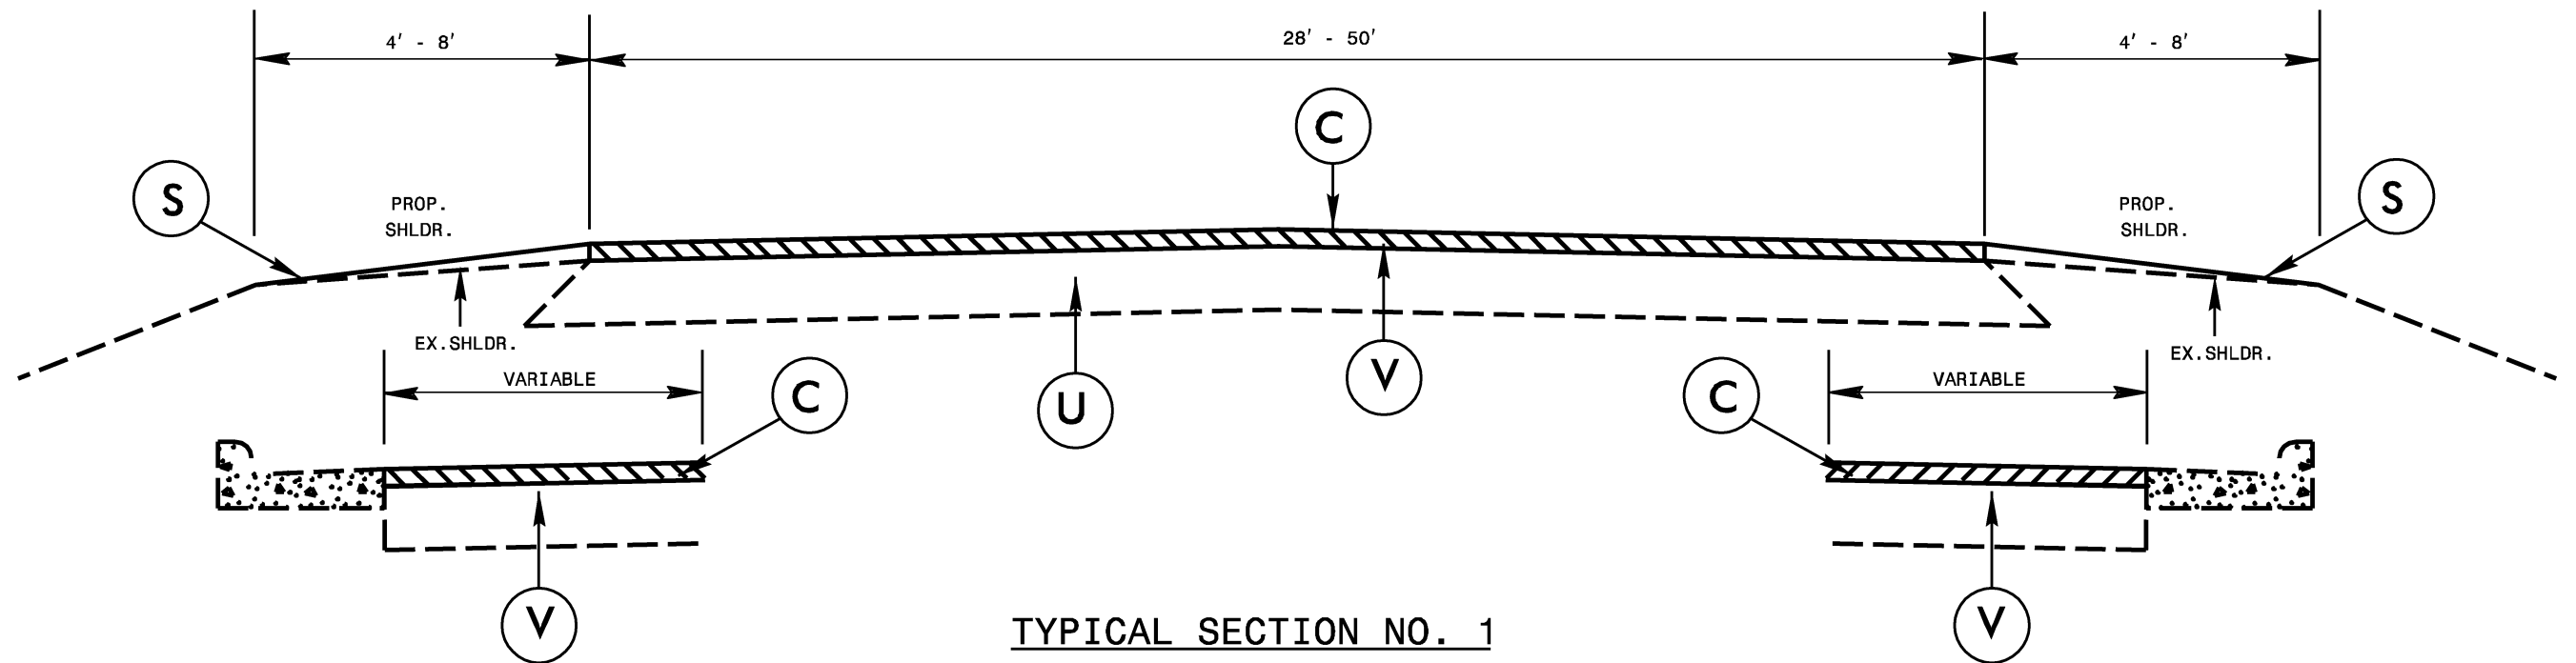 4' - 8'
28' - 50'
4' - 8'
C
S
S
PROP.
SHLDR.
PROP.
SHLDR.
EX.SHLDR.
EX.SHLDR.
VARIABLE
VARIABLE
C
U
V
C
V
V
TYPICAL SECTION NO. 1